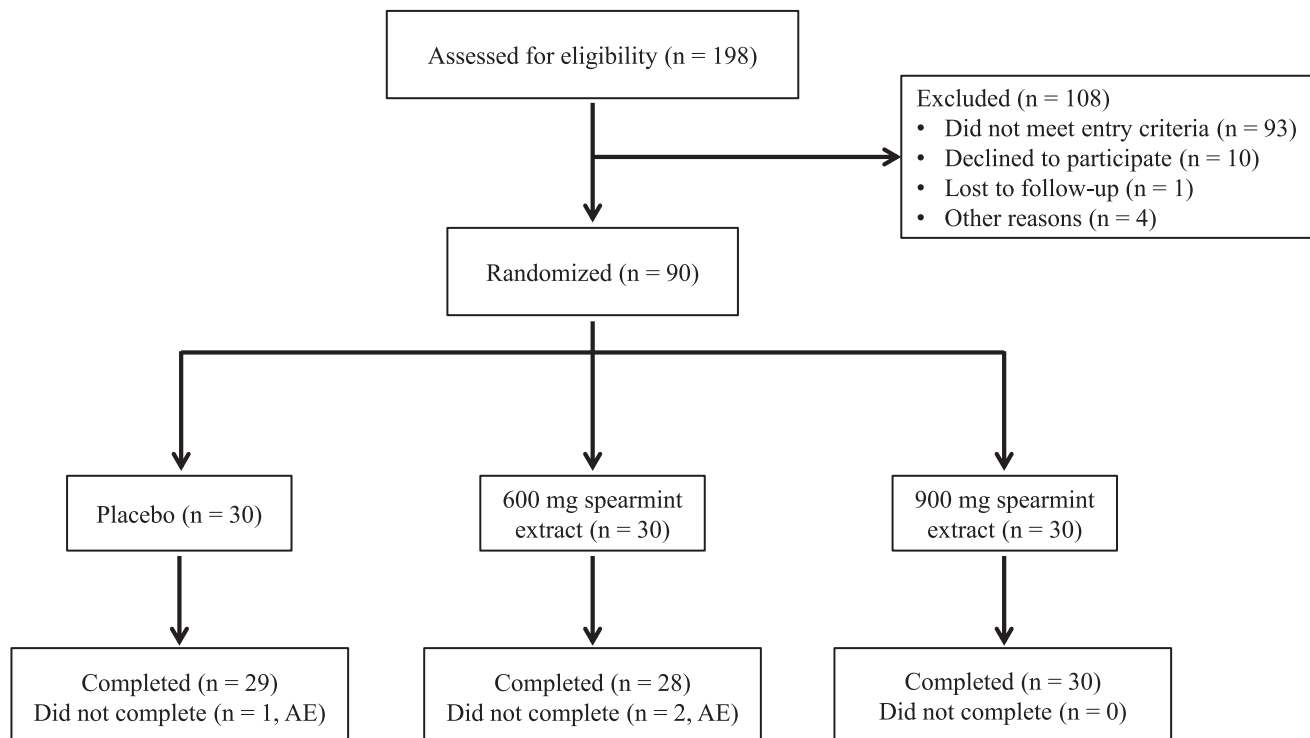 Assessed for eligibility (n = 198)
Excluded (n = 108)
• Did not meet entry criteria (n = 93)
• Declined to participate (n = 10)
• Lost to follow-up (n = 1)
• Other reasons (n = 4)
Randomized (n = 90)
Placebo (n = 30)
600 mg spearmint
extract (n = 30)
900 mg spearmint
extract (n = 30)
Completed (n = 29)
Did not complete (n = 1, AE)
Completed (n = 28)
Did not complete (n = 2, AE)
Completed (n = 30)
Did not complete (n = 0)